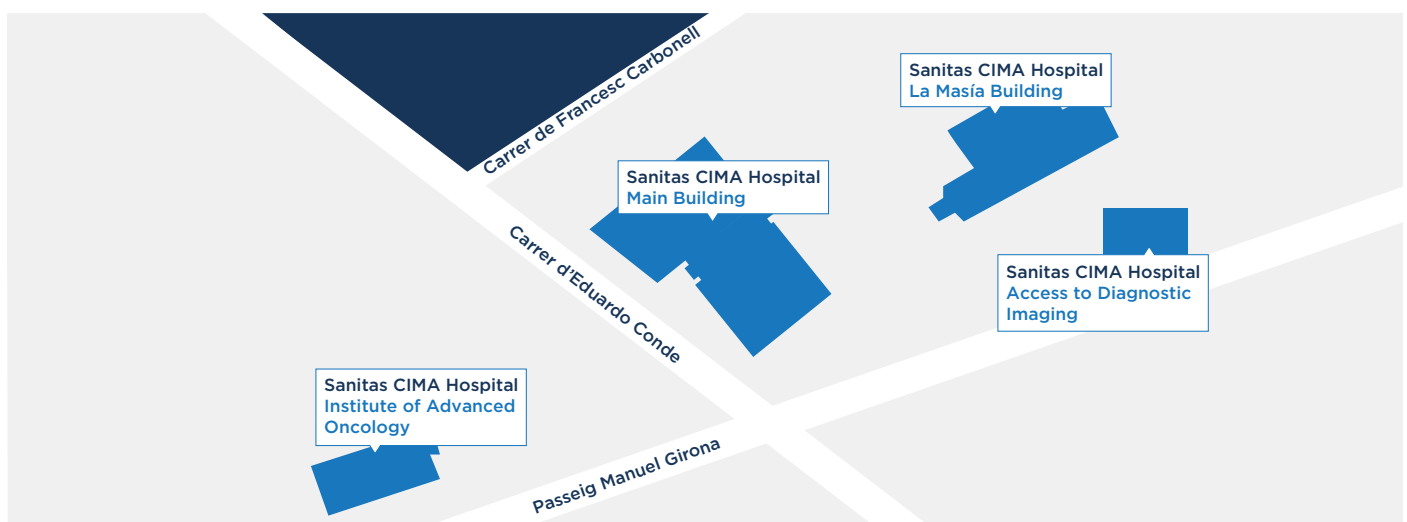 Carrer de Francesc Carbonell
Sanitas CIMA Hospital
La Masía Building
Sanitas CIMA Hospital
Main Building
Carrer d’Eduardo Conde
Sanitas CIMA Hospital
Access to Diagnostic
Imaging
Sanitas CIMA Hospital
Institute of Advanced
Oncology
Passeig Manuel Girona